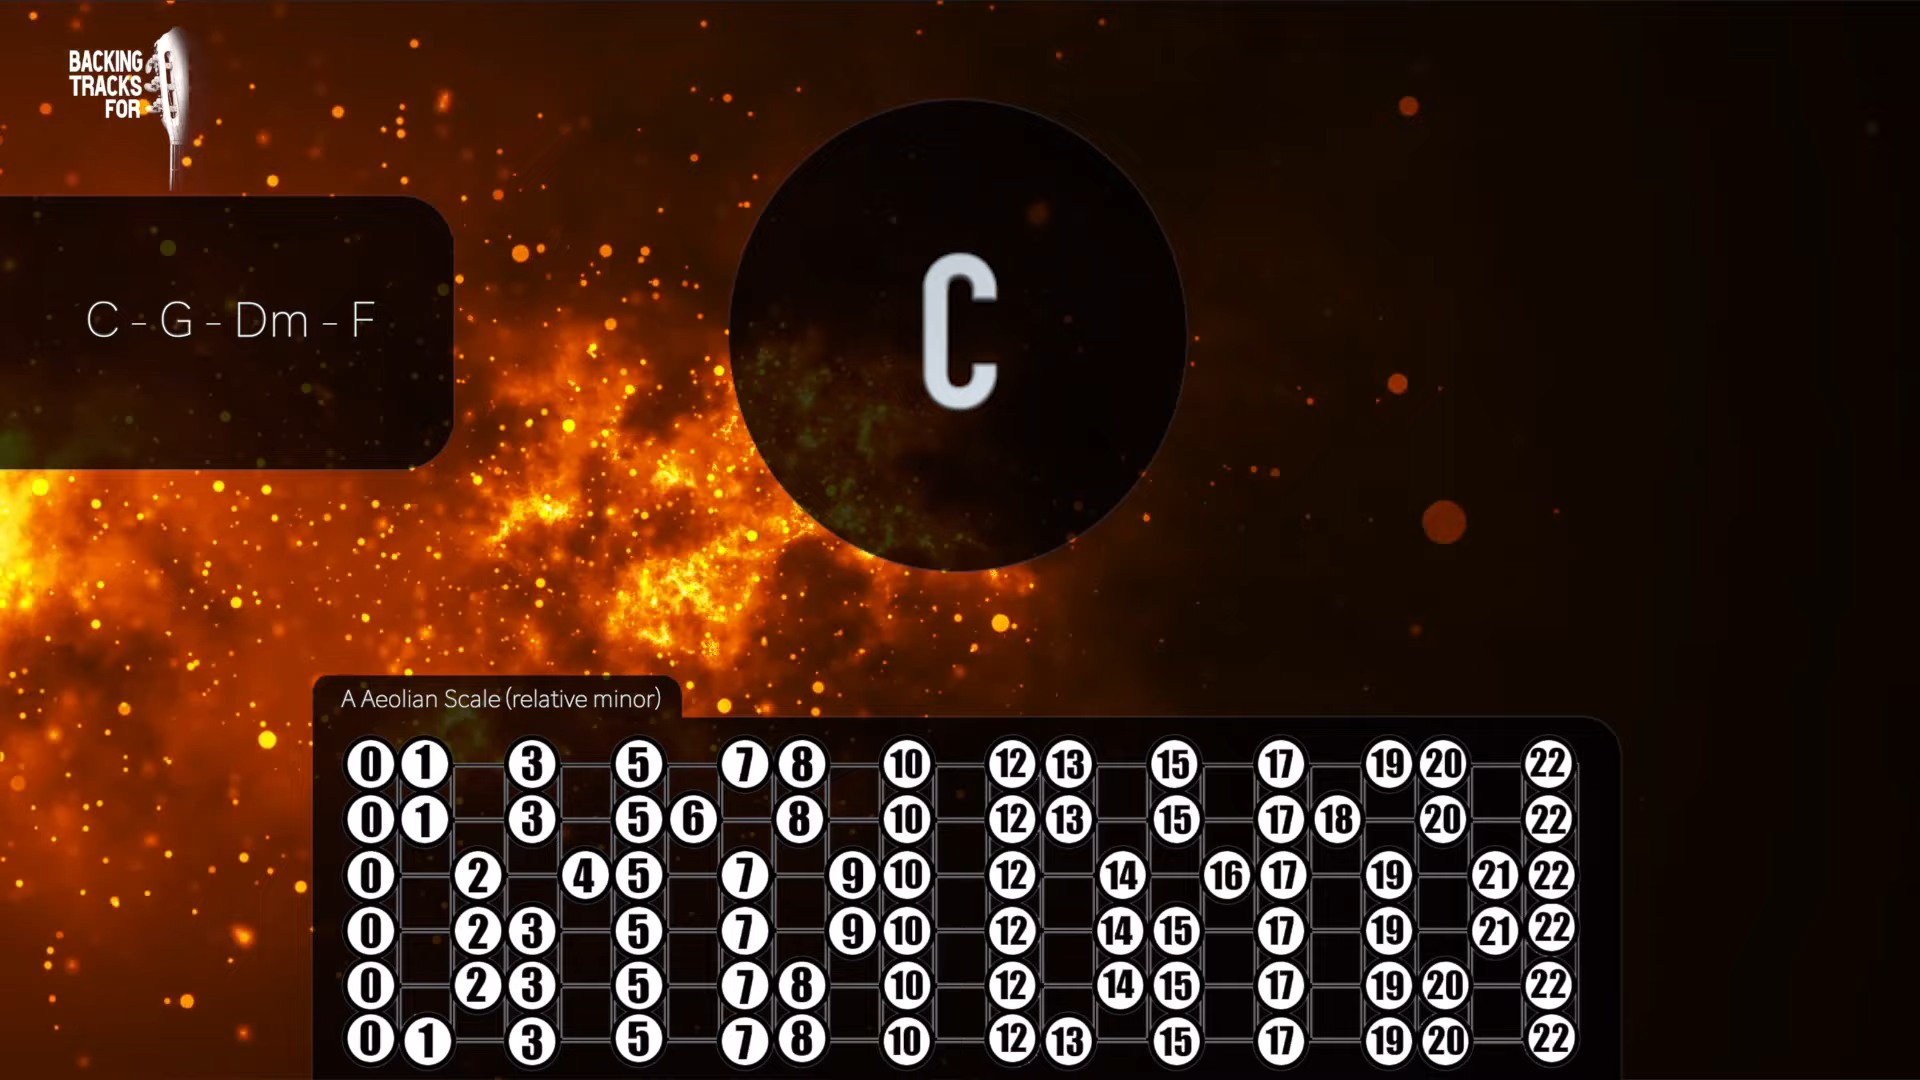 BACKING
TRACKS
FOR
C - G - Dm - F
C
A Aeolian Scale (relative minor)
0 1 3 5 7 8 10 12 13 15 17 19 20 22
0 1 3 5 6 8 10 12 13 15 17 18 20 22
0 2 4 5 7 9 10 12 14 16 17 19 21 22
0 2 3 5 7 9 10 12 14 15 17 19 21 22
0 2 3 5 7 8 10 12 14 15 17 19 20 22
0 1 3 5 7 8 10 12 13 15 17 19 20 22